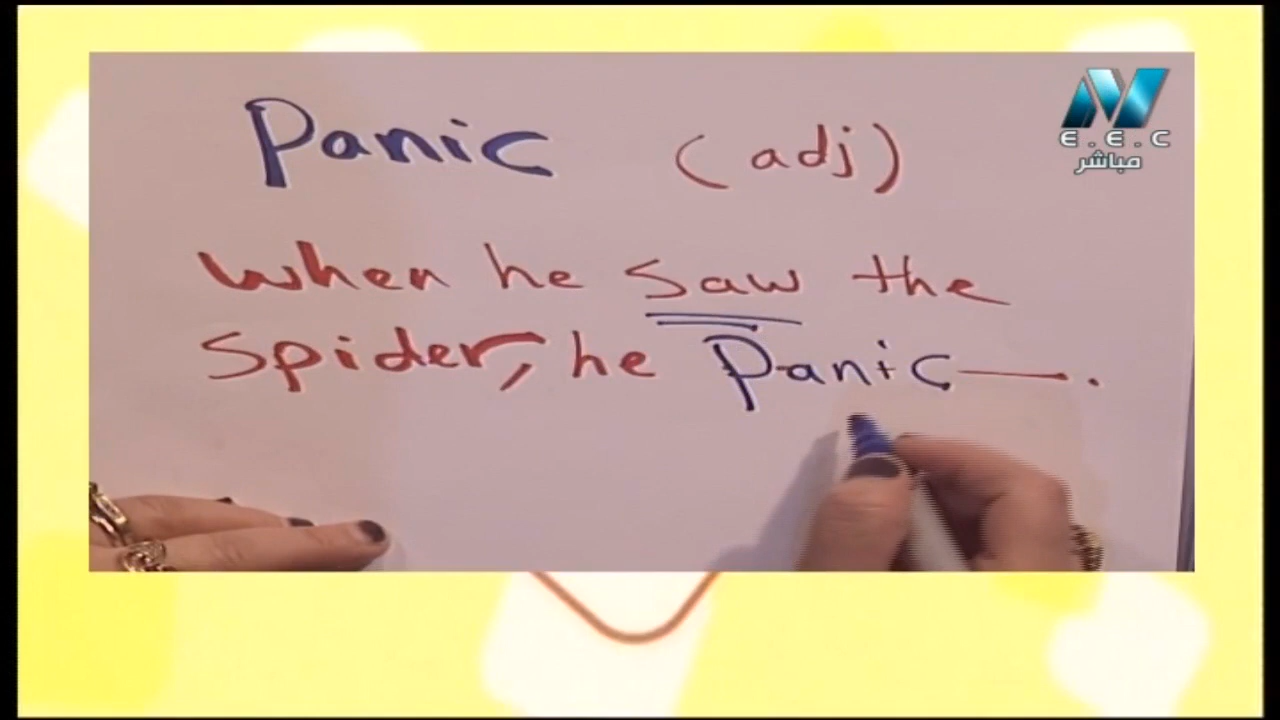 Panic (adj)
E.E.C
مباشر
When he saw the
Spider, he Panic—.